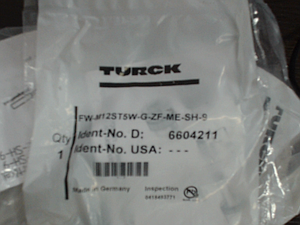 TURCK
FW-M12ST5W-G-ZF-ME-SH-9
Qty
Ident-No. D: 6604211
1
Ident-No. USA: ---
Made in Germany
Inspection